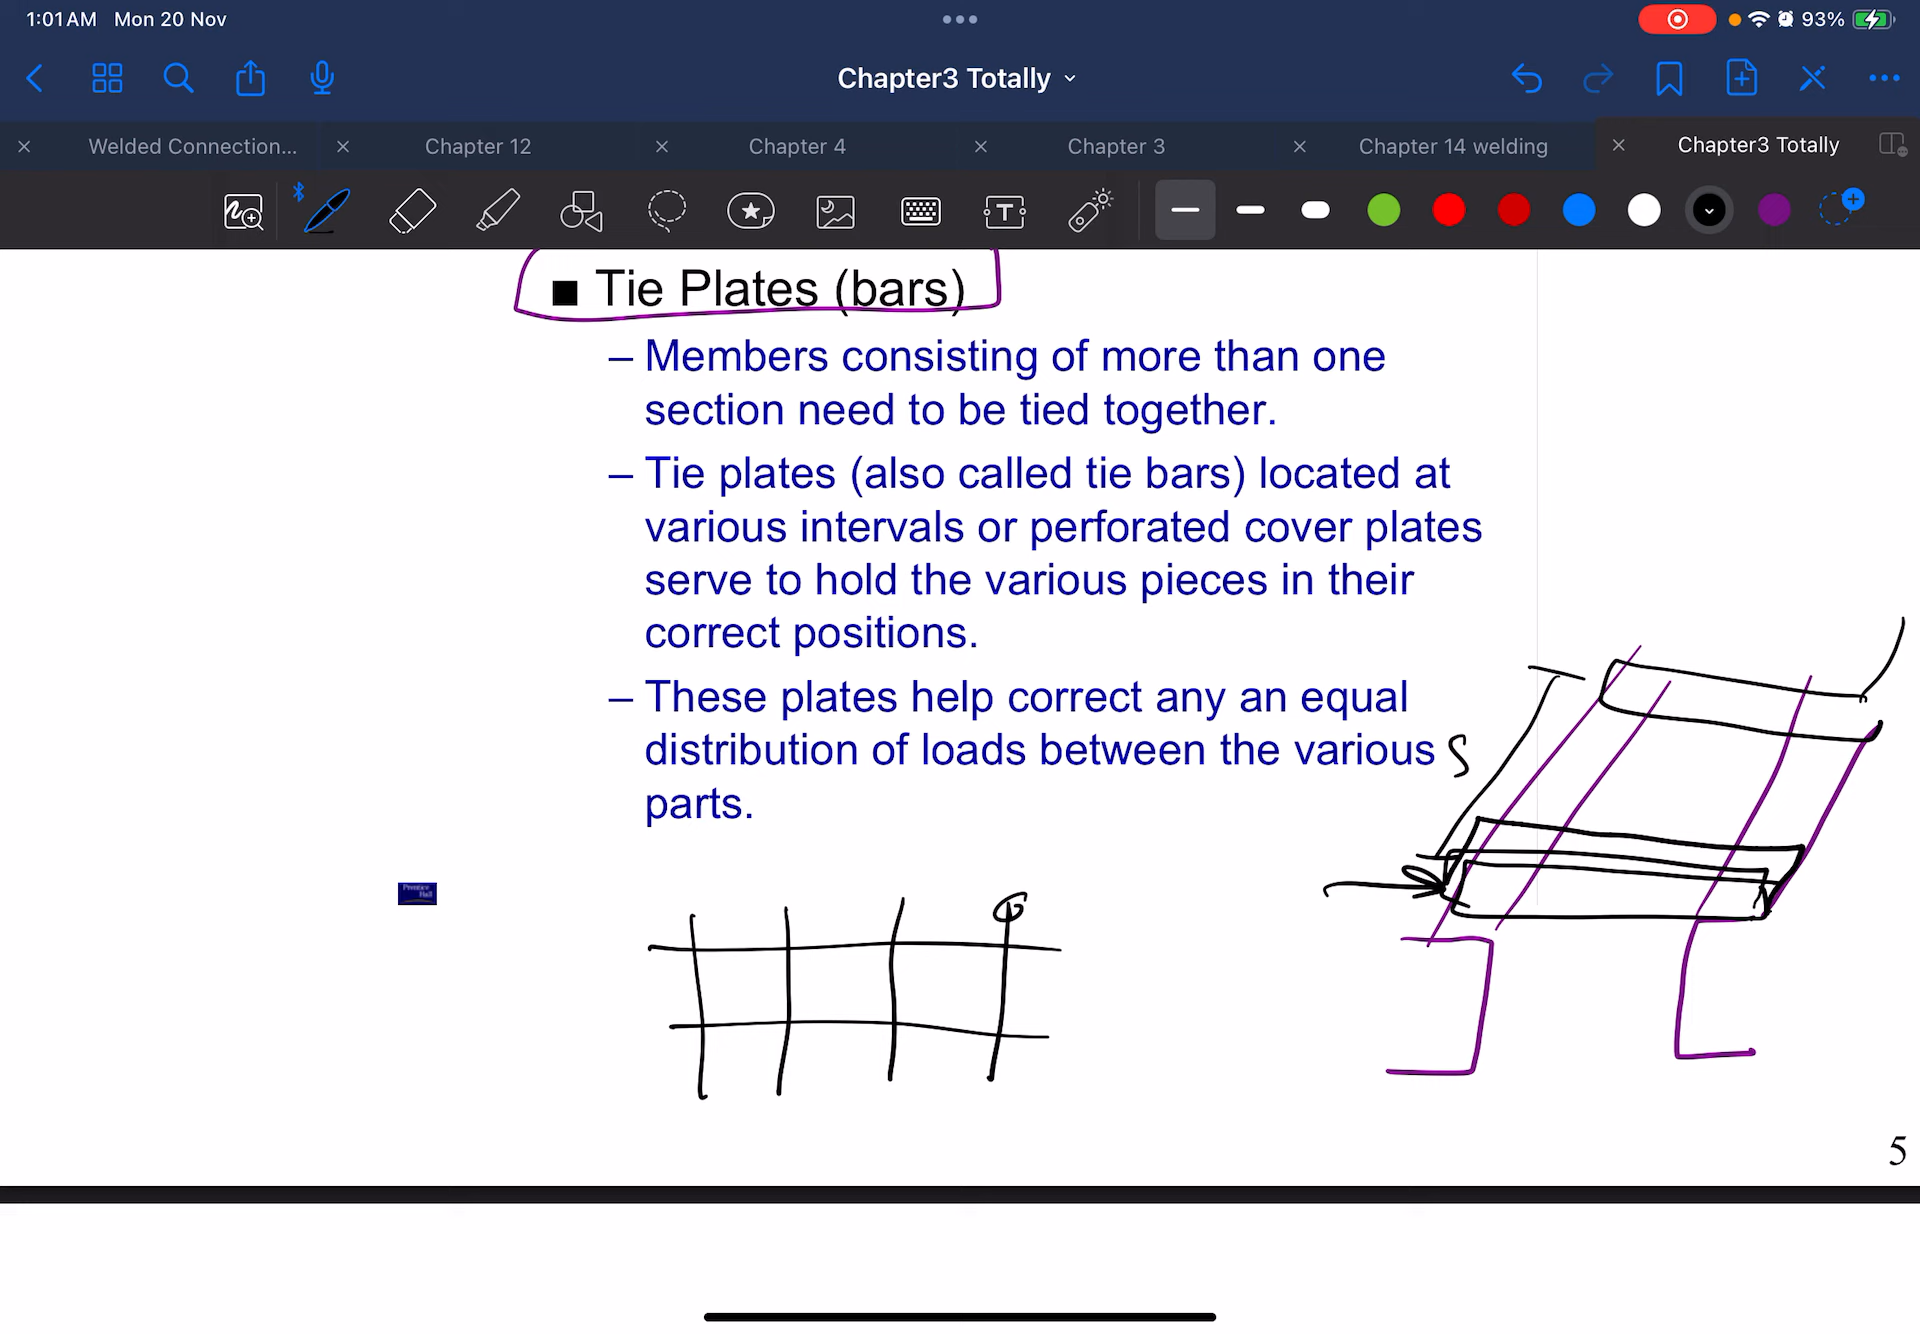 1:01 AM Mon 20 Nov
93%
Chapter3 Totally
Welded Connection...
Chapter 12
Chapter 4
Chapter 3
Chapter 14 welding
Chapter3 Totally
T
■ Tie Plates (bars)
– Members consisting of more than one
section need to be tied together.
– Tie plates (also called tie bars) located at
various intervals or perforated cover plates
serve to hold the various pieces in their
correct positions.
– These plates help correct any an equal
distribution of loads between the various
parts.
S
Prentice
Hall
5